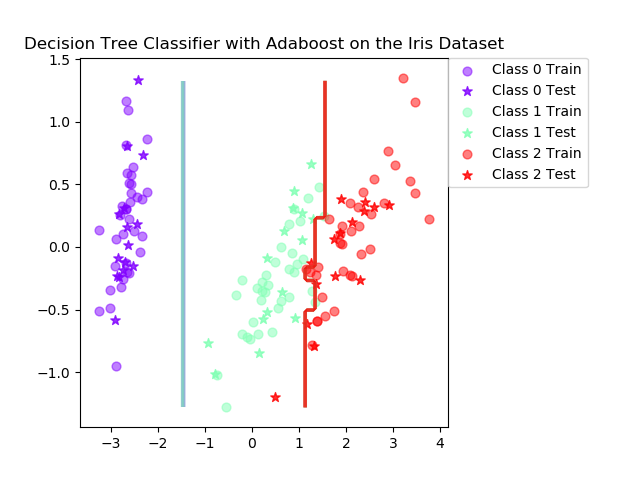 Decision Tree Classifier with Adaboost on the Iris Dataset
1.5
1.0
0.5
0.0
−0.5
−1.0
−3 −2 −1 0 1 2 3 4
Class 0 Train
Class 0 Test
Class 1 Train
Class 1 Test
Class 2 Train
Class 2 Test